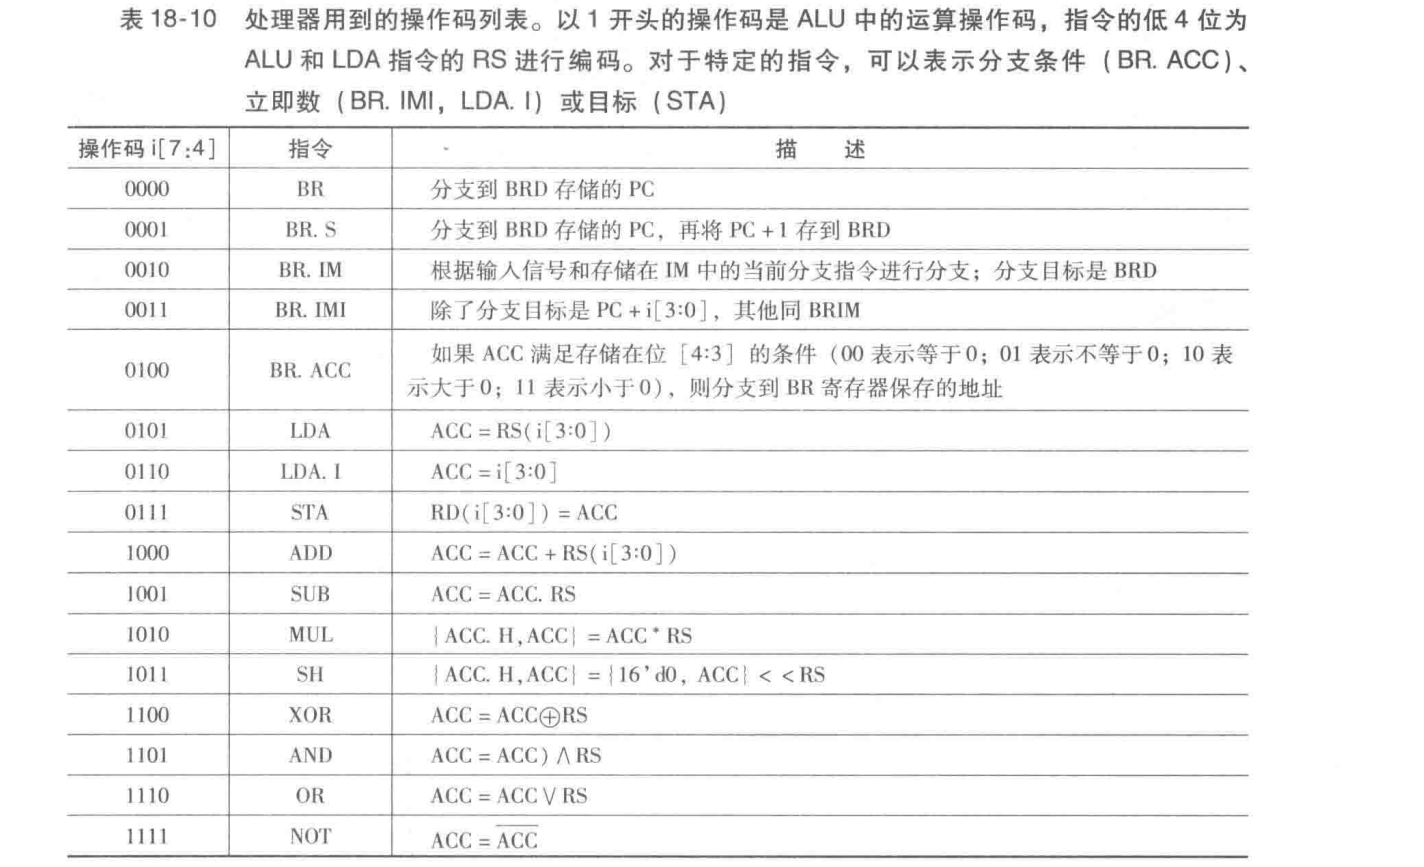 表 18-10 处理器用到的操作码列表。以 1 开头的操作码是 ALU 中的运算操作码，指令的低 4 位为
ALU 和 LDA 指令的 RS 进行编码。对于特定的指令，可以表示分支条件（BR. ACC）、
立即数（BR. IMI，LDA. I）或目标（STA）
操作码 i[7:4] 指令 描 述
0000 BR 分支到 BRD 存储的 PC
0001 BR. S 分支到 BRD 存储的 PC，再将 PC +1 存到 BRD
0010 BR. IM 根据输入信号和存储在 IM 中的当前分支指令进行分支；分支目标是 BRD
0011 BR. IMI 除了分支目标是 PC + i[3:0]，其他同 BRIM
0100 BR. ACC 如果 ACC 满足存储在位 [4:3] 的条件（00 表示等于 0；01 表示不等于 0；10 表
示大于 0；11 表示小于 0），则分支到 BR 寄存器保存的地址
0101 LDA ACC = RS(i[3:0])
0110 LDA. I ACC = i[3:0]
0111 STA RD(i[3:0]) = ACC
1000 ADD ACC = ACC + RS(i[3:0])
1001 SUB ACC = ACC. RS
1010 MUL {ACC. H,ACC} = ACC * RS
1011 SH {ACC. H,ACC} = {16'd0, ACC} < < RS
1100 XOR ACC = ACC⊕RS
1101 AND ACC = ACC) ∧ RS
1110 OR ACC = ACC ∨ RS
1111 NOT ACC = A̅C̅C̅